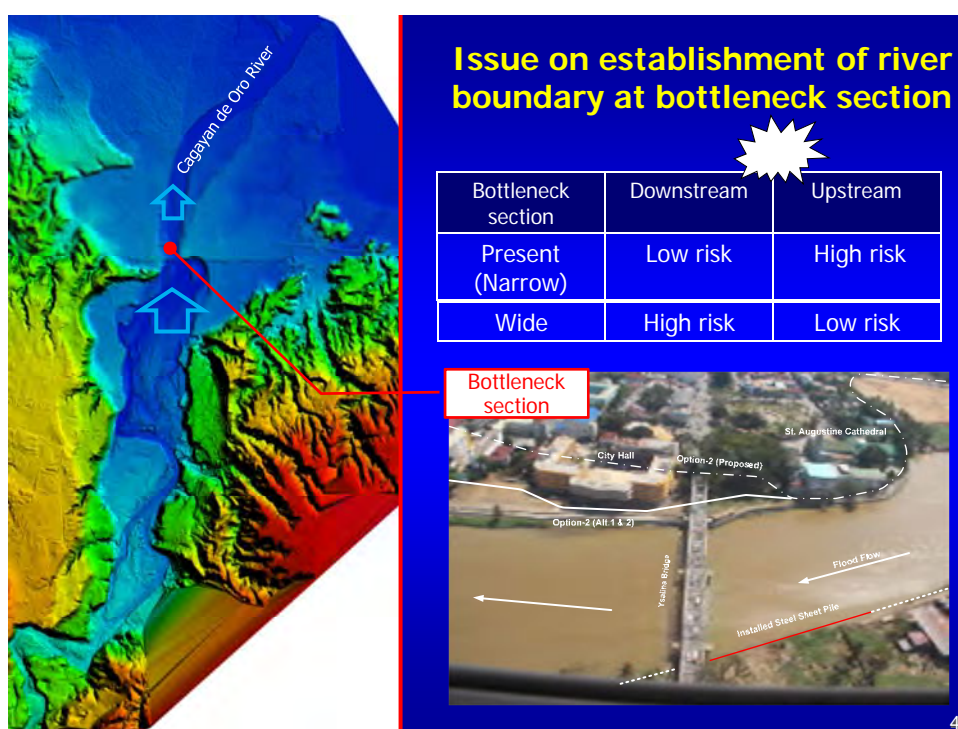 Issue on establishment of river
boundary at bottleneck section
Cagayan de Oro River
Bottleneck
section
Downstream
Upstream
Present
(Narrow)
Low risk
High risk
Wide
High risk
Low risk
Bottleneck
section
St. Augustine Cathedral
City Hall
Option-2 (Proposed)
Option-2 (Alt.1 & 2)
Ysalina Bridge
Flood Flow
Installed Steel Sheet Pile
4